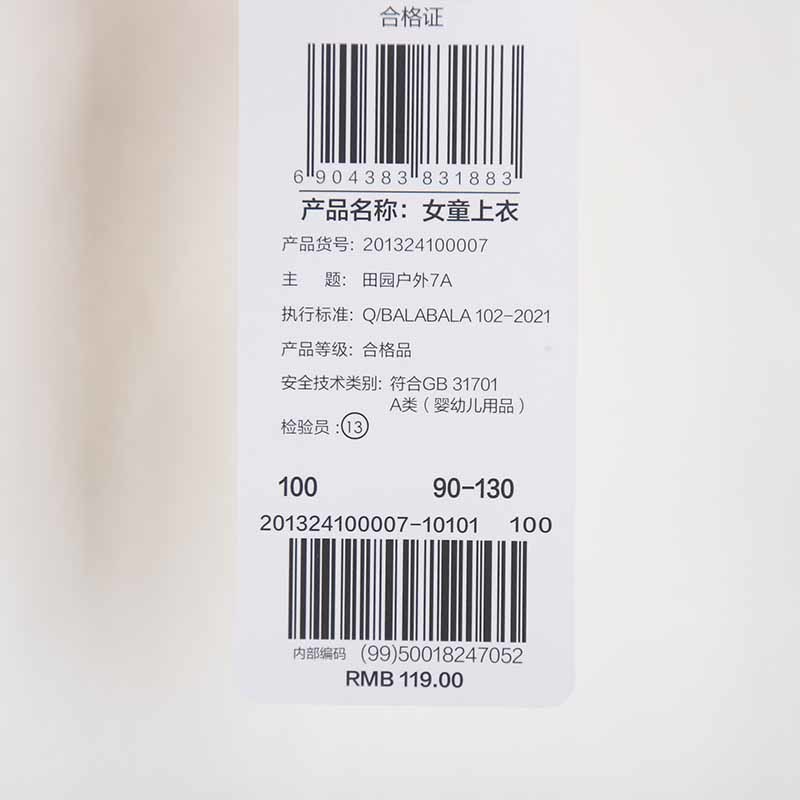 合格证
6 904383 831883
产品名称：女童上衣
产品货号: 201324100007
主 题: 田园户外7A
执行标准: Q/BALABALA 102-2021
产品等级: 合格品
安全技术类别: 符合GB 31701
A类（婴幼儿用品）
检验员 :⑬
100 90-130
201324100007-10101 100
内部编码 (99)50018247052
RMB 119.00